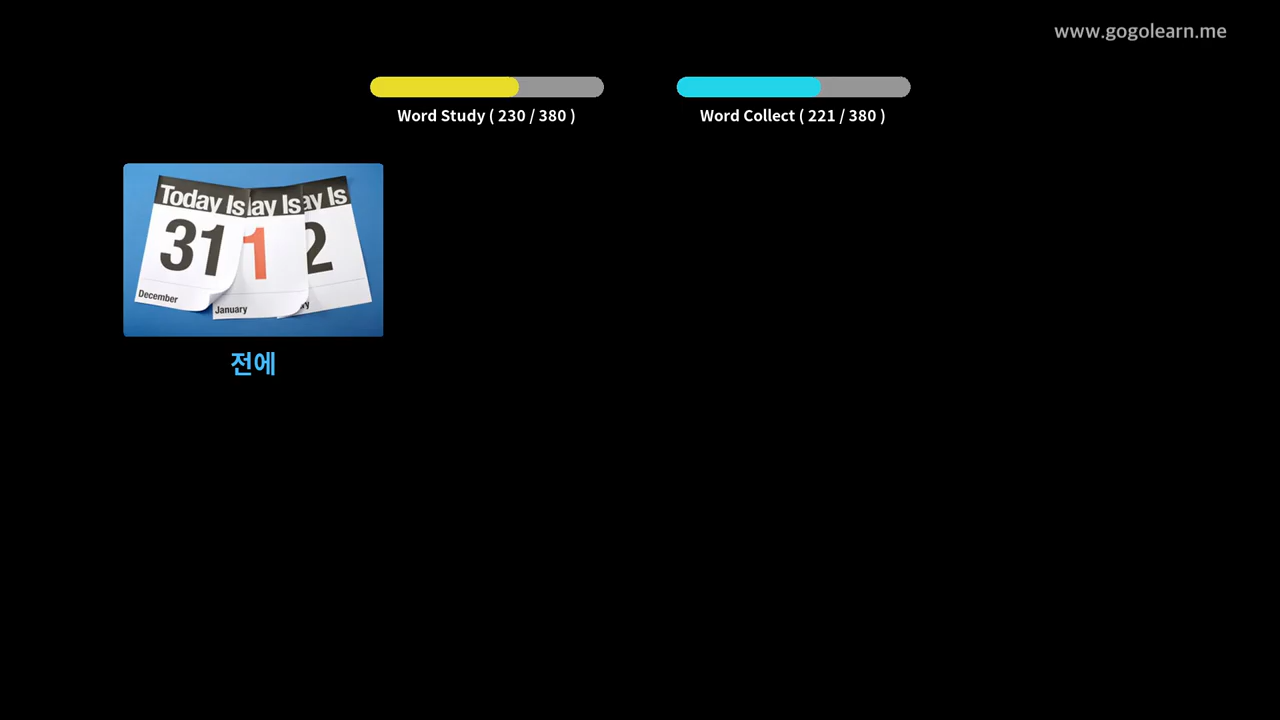 www.gogolearn.me
Word Study ( 230 / 380 )
Word Collect ( 221 / 380 )
Today Is
ay Is
ay Is
31
1
2
December
January
전에